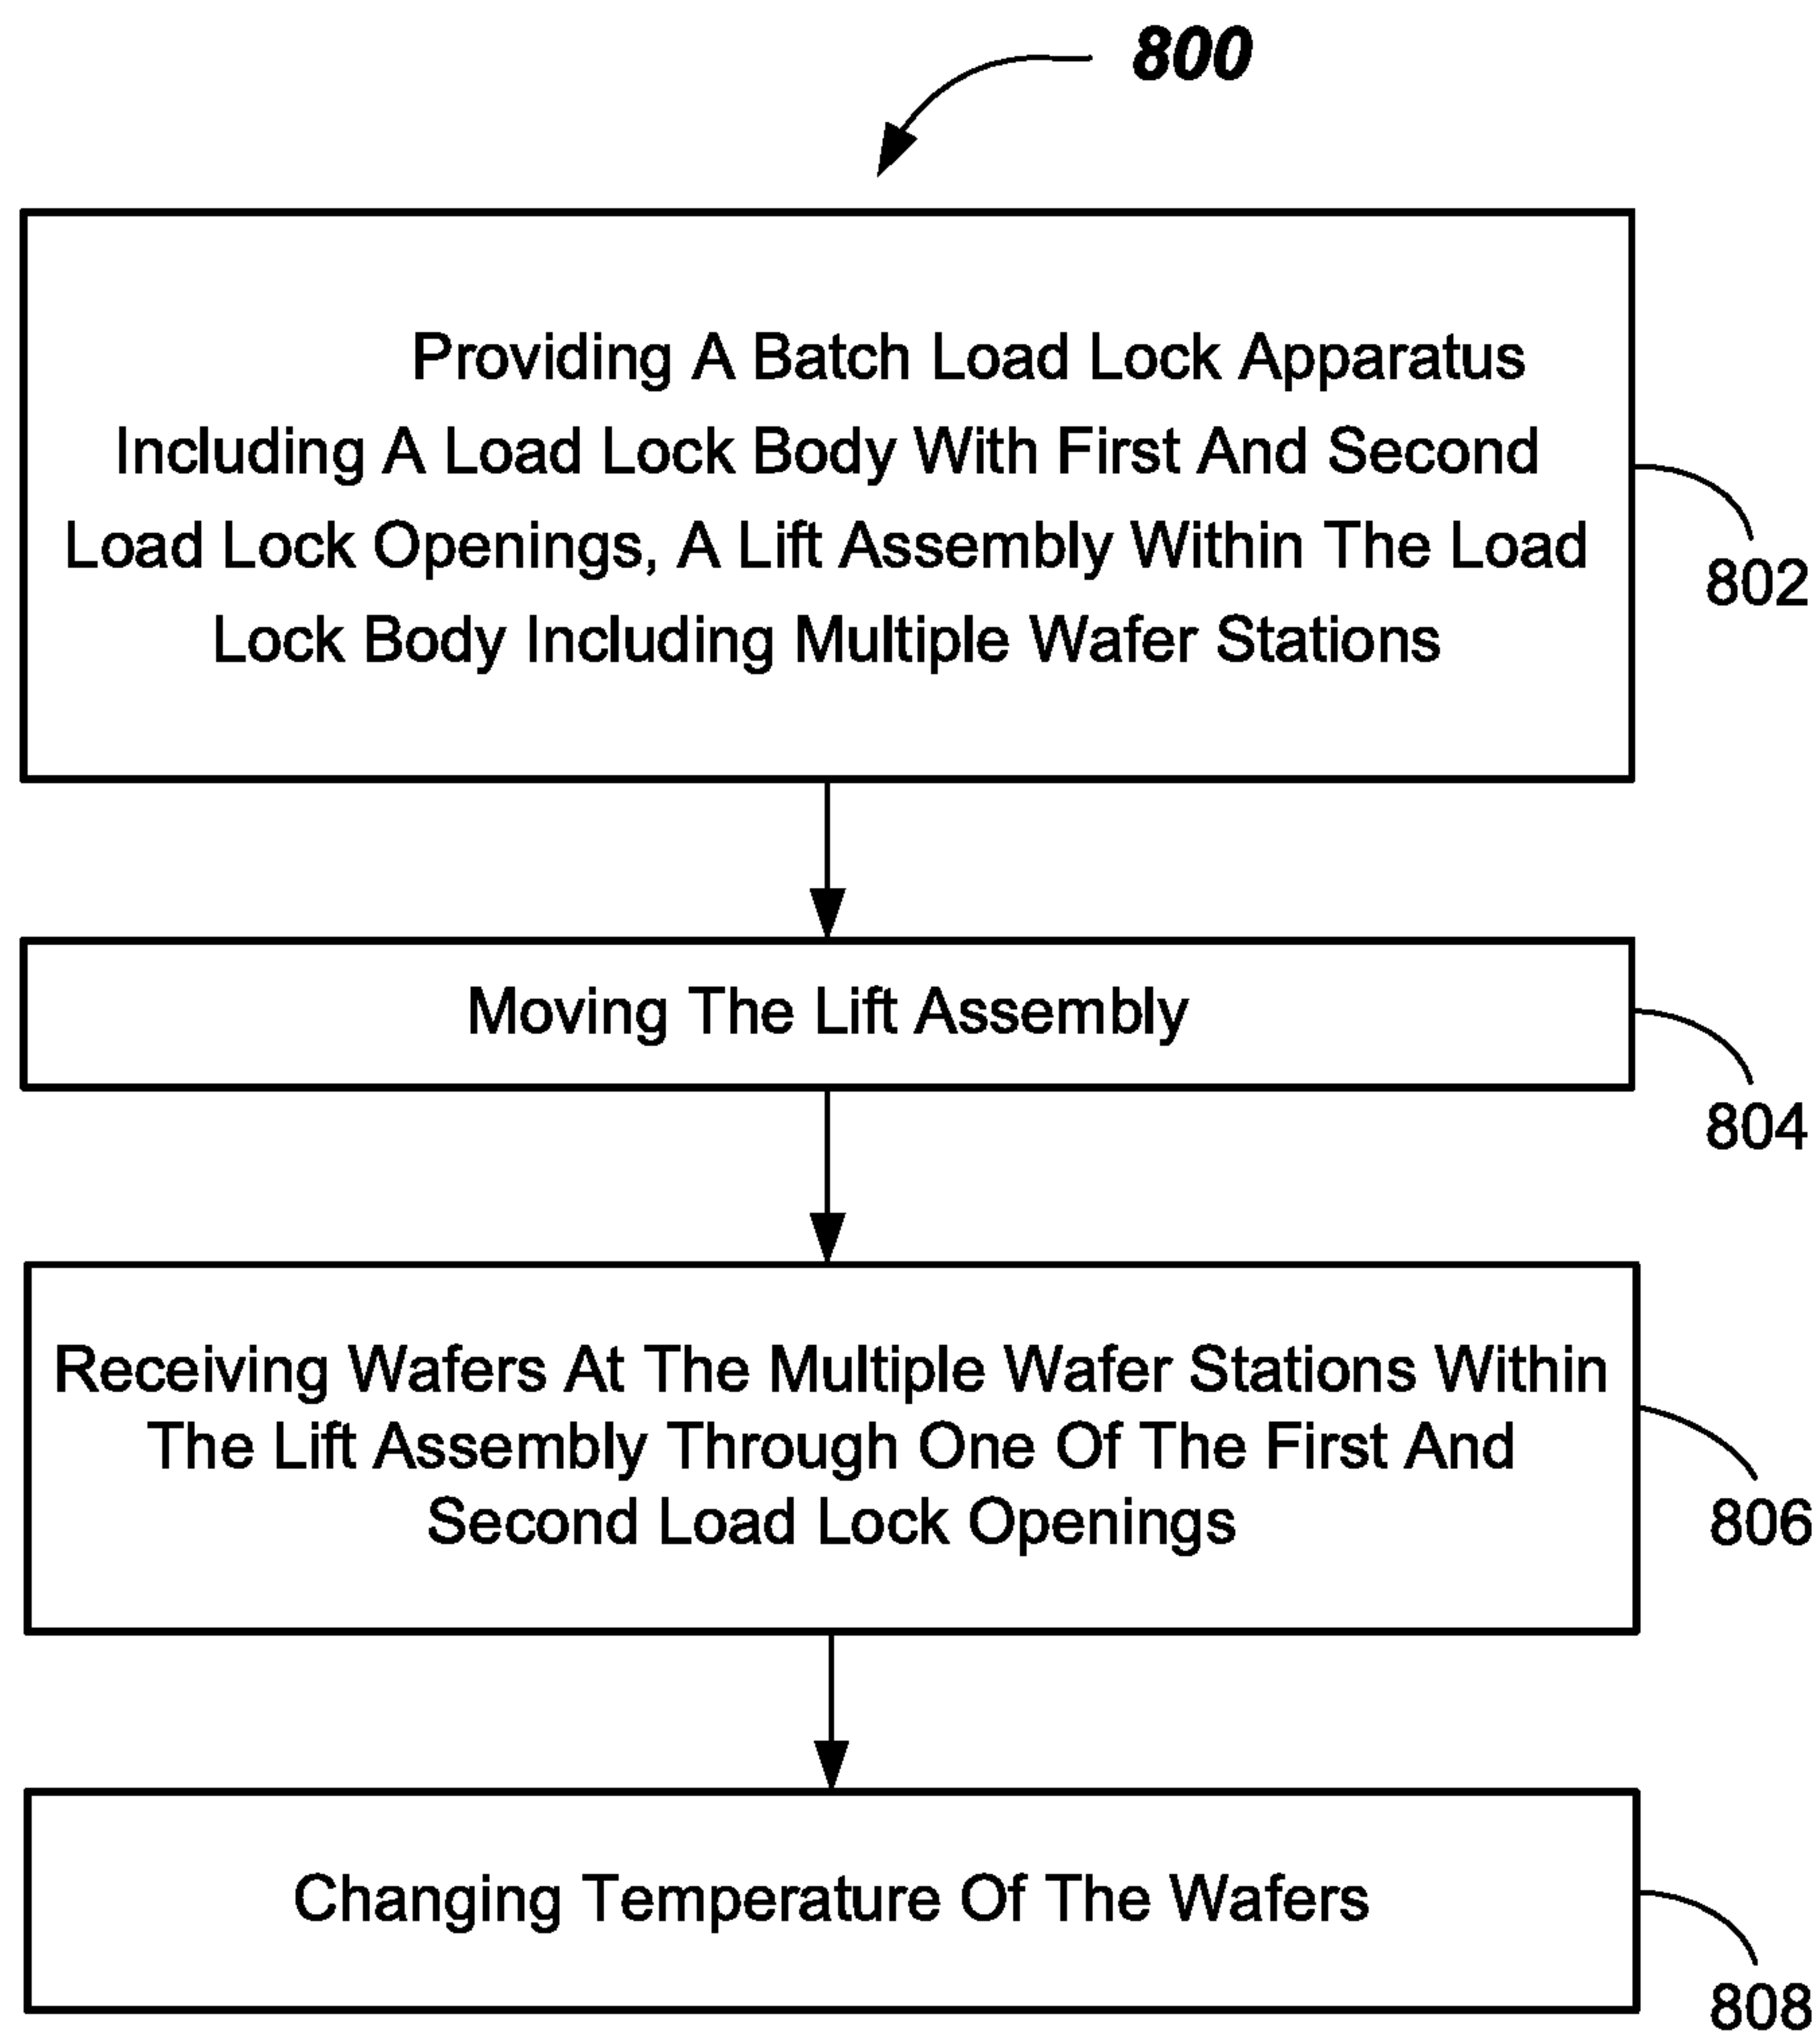 800
Providing A Batch Load Lock Apparatus
Including A Load Lock Body With First And Second
Load Lock Openings, A Lift Assembly Within The Load
Lock Body Including Multiple Wafer Stations
802
Moving The Lift Assembly
804
Receiving Wafers At The Multiple Wafer Stations Within
The Lift Assembly Through One Of The First And
Second Load Lock Openings
806
Changing Temperature Of The Wafers
808